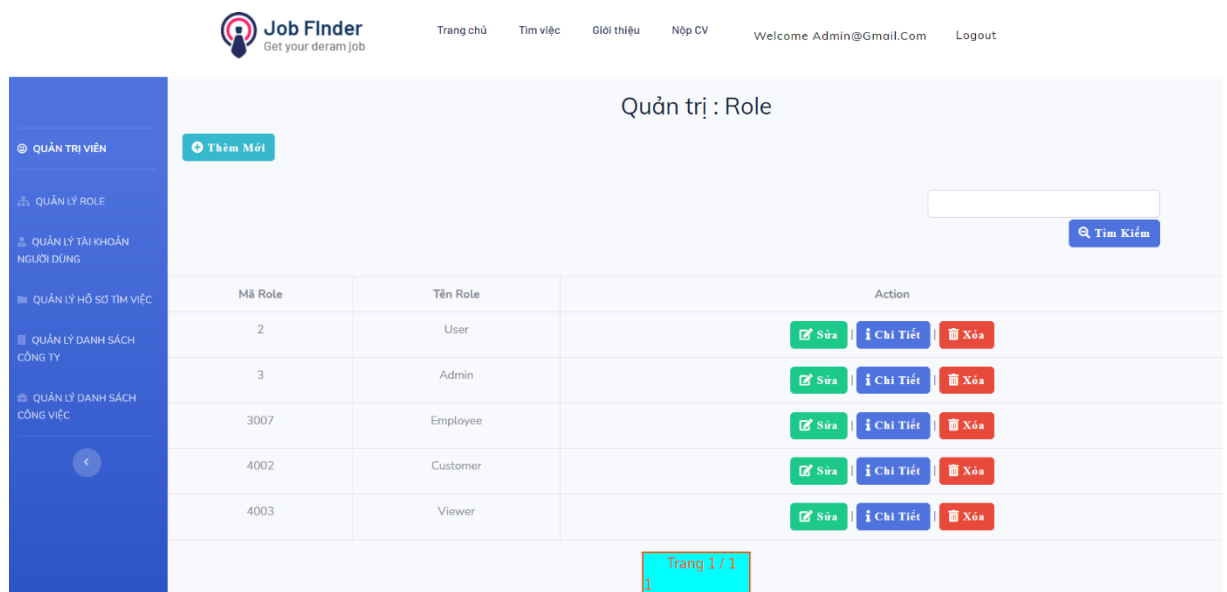 Job FInder
Get your deram job
Trang chủ
Tìm việc
Giới thiệu
Nộp CV
Welcome Admin@Gmail.Com
Logout
QUẢN TRỊ VIÊN
QUẢN LÝ ROLE
QUẢN LÝ TÀI KHOẢN
NGƯỜI DÙNG
QUẢN LÝ HỒ SƠ TÌM VIỆC
QUẢN LÝ DANH SÁCH
CÔNG TY
QUẢN LÝ DANH SÁCH
CÔNG VIỆC
Quản trị : Role
Thêm Mới
Tìm Kiếm
Mã Role Tên Role Action
2 User Sửa | Chi Tiết | Xóa
3 Admin Sửa | Chi Tiết | Xóa
3007 Employee Sửa | Chi Tiết | Xóa
4002 Customer Sửa | Chi Tiết | Xóa
4003 Viewer Sửa | Chi Tiết | Xóa
Trang 1 / 1
1